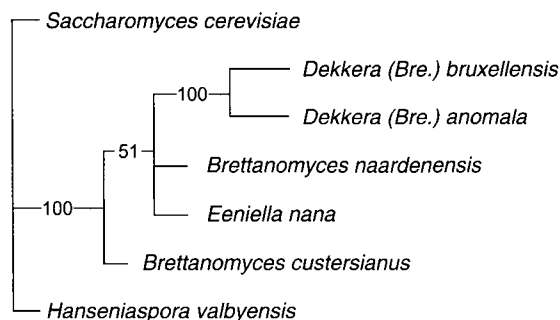 Saccharomyces cerevisiae
Dekkera (Bre.) bruxellensis
100
Dekkera (Bre.) anomala
51
Brettanomyces naardenensis
100
Eeniella nana
Brettanomyces custersianus
Hanseniaspora valbyensis